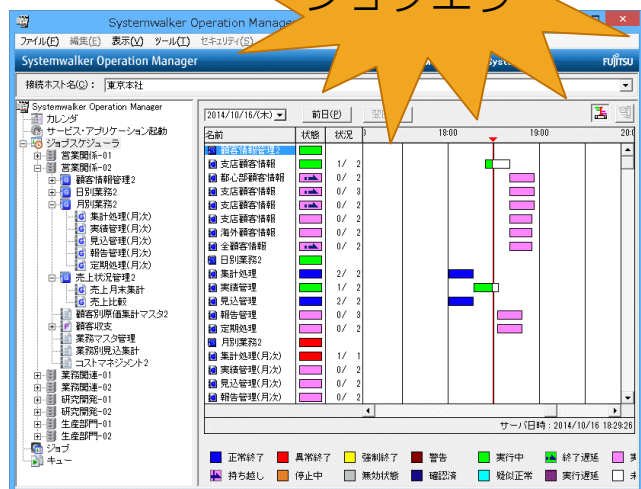 ジョブエラ
Systemwalker Operation Manager
ファイル(F) 編集(E) 表示(V) ツール(T) セキュリティ(S)
Systemwalker Operation Manager
FUJITSU
接続ホスト名(C)： 東京本社
Systemwalker Operation Manager
カレンダ
サービス・アプリケーション起動
ジョブスケジューラ
営業関係-01
営業関係-02
顧客情報管理2
日別業務2
月別業務2
集計処理(月次)
実績管理(月次)
見込管理(月次)
報告管理(月次)
定期処理(月次)
売上状況管理2
売上月末集計
売上比較
顧客別原価集計マスタ2
顧客収支
業務マスタ管理
業務別見込集計
コストマネジメント2
業務関連-01
業務関連-02
研究開発-01
研究開発-02
生産部門-01
生産部門-02
ジョブ
キュー
2014/10/16/(木) 前日(P)
名前 状態 状況 18:00 19:00 20:0
顧客情報管理2
支店顧客情報 1/ 2
都心部顧客情報 0/ 2
支店顧客情報 0/ 3
支店顧客情報 0/ 2
支店顧客情報 0/ 2
海外顧客情報 0/ 2
全顧客情報 0/ 2
日別業務2
集計処理 2/ 2
実績管理 1/ 2
見込管理 2/ 2
報告管理 0/ 3
定期処理 0/ 2
月別業務2
集計処理(月次) 1/ 1
実績管理(月次) 0/ 2
見込管理(月次) 0/ 2
報告管理(月次) 0/ 2
サーバ日時：2014/10/16 18:29:26
正常終了 異常終了 強制終了 警告 実行中 終了遅延
持ち越し 停止中 無効状態 確認済 疑似正常 実行遅延